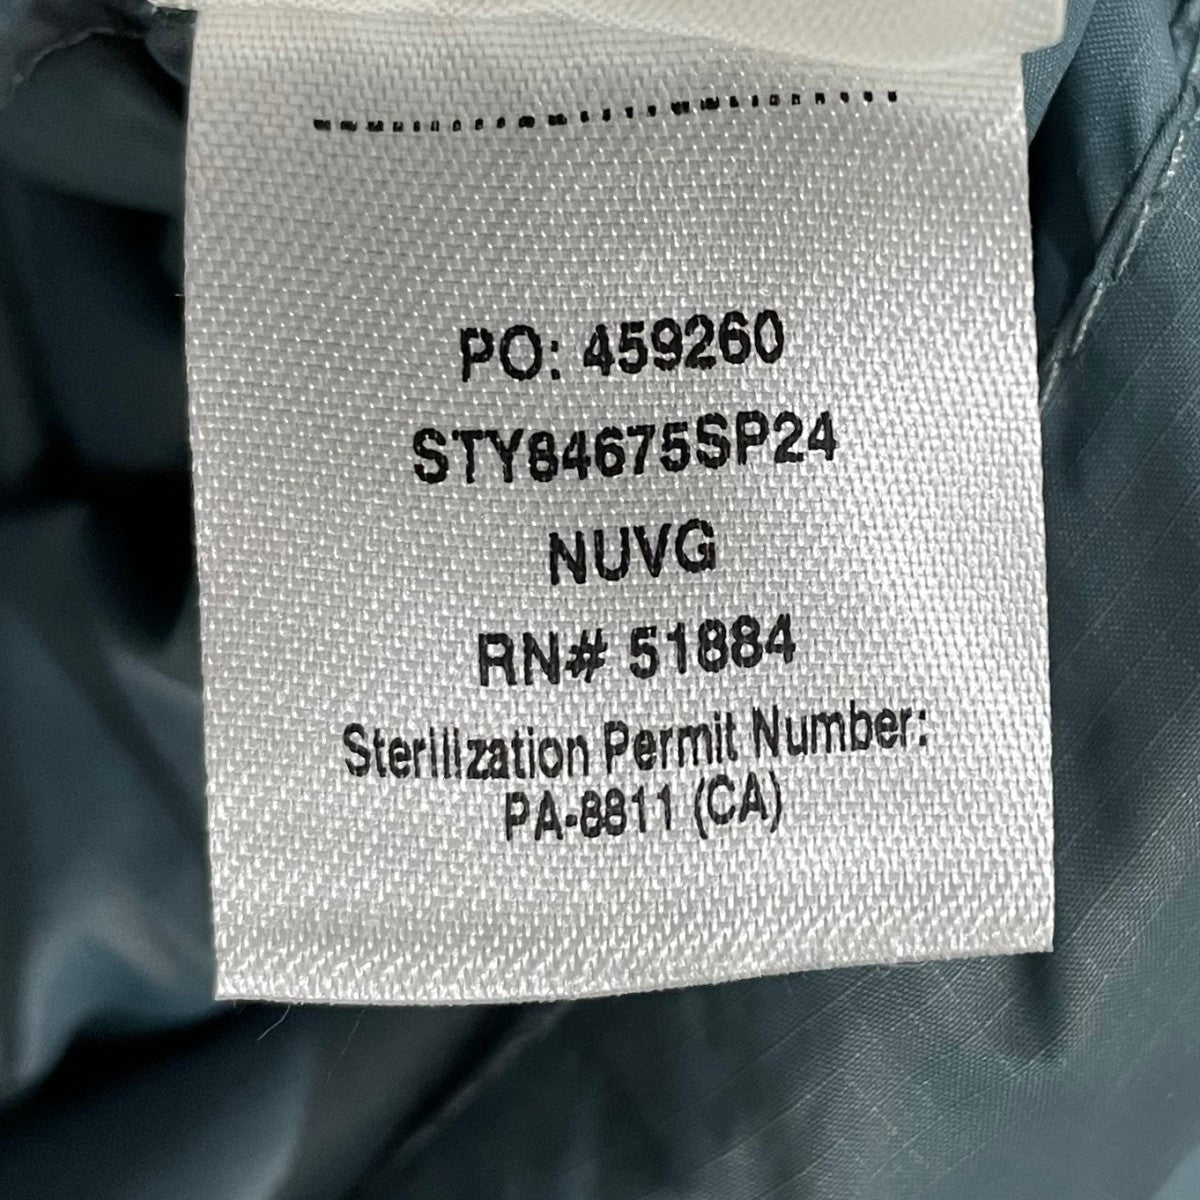 PO: 459260
STY84675SP24
NUVG
RN# 51884
Sterilization Permit Number:
PA-8811 (CA)